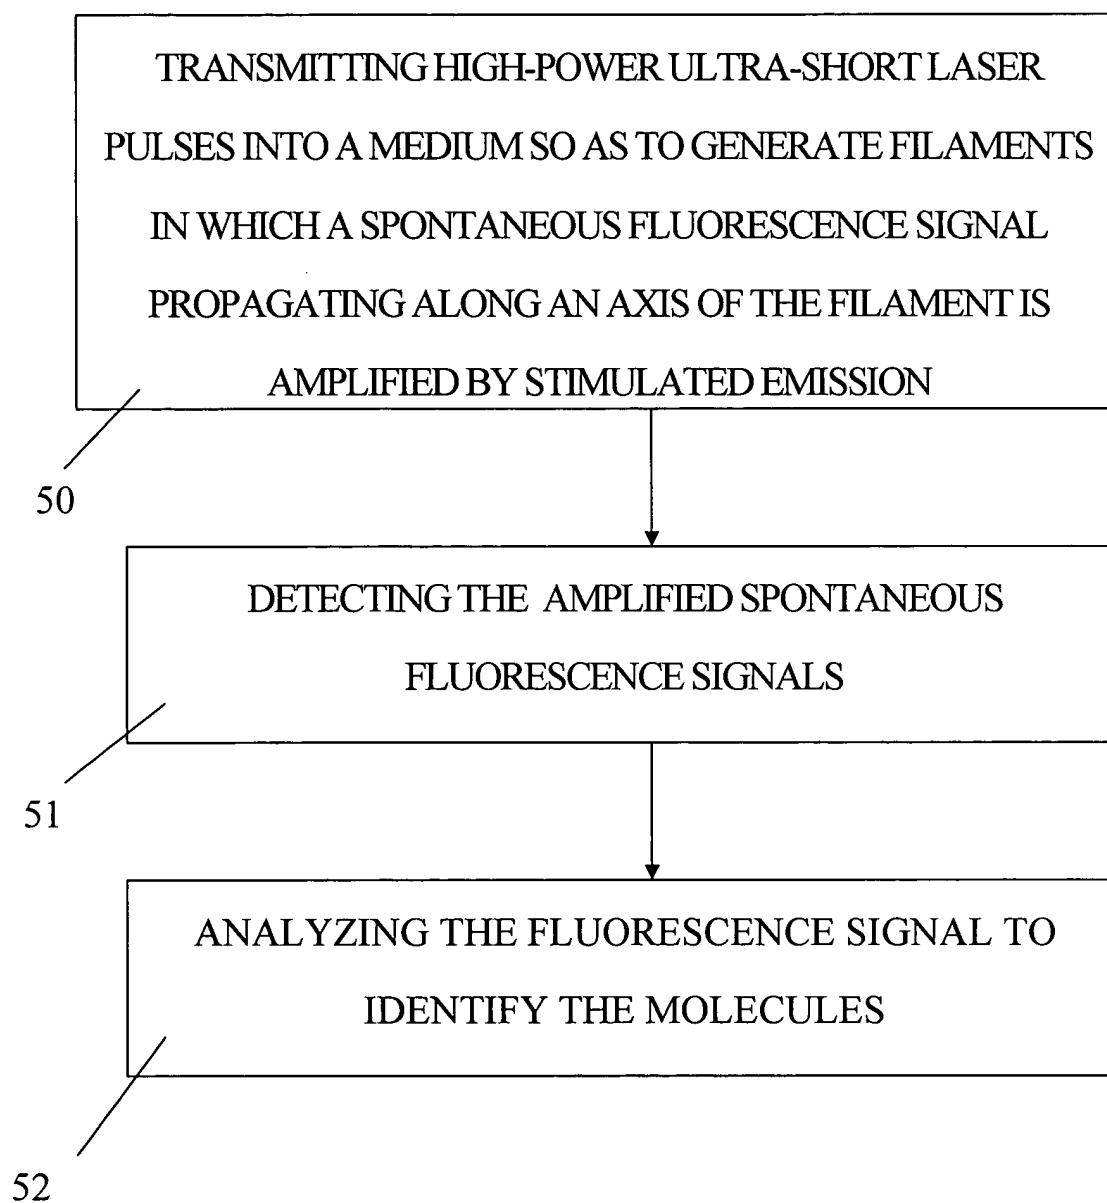 TRANSMITTING HIGH-POWER ULTRA-SHORT LASER
PULSES INTO A MEDIUM SO AS TO GENERATE FILAMENTS
IN WHICH A SPONTANEOUS FLUORESCENCE SIGNAL
PROPAGATING ALONG AN AXIS OF THE FILAMENT IS
AMPLIFIED BY STIMULATED EMISSION
50
DETECTING THE AMPLIFIED SPONTANEOUS
FLUORESCENCE SIGNALS
51
ANALYZING THE FLUORESCENCE SIGNAL TO
IDENTIFY THE MOLECULES
52